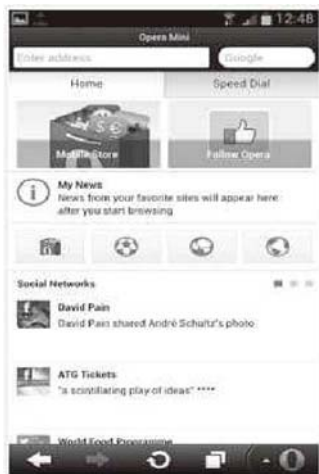 12:48
Opera Mini
Enter address
Google
Home
Speed Dial
Mobile Store
Follow Opera
My News
News from your favorite sites will appear here
after you start browsing
Social Networks
David Pain
David Pain shared André Schultz's photo
ATG Tickets
"a scintillating play of ideas" ****
World Food Programme